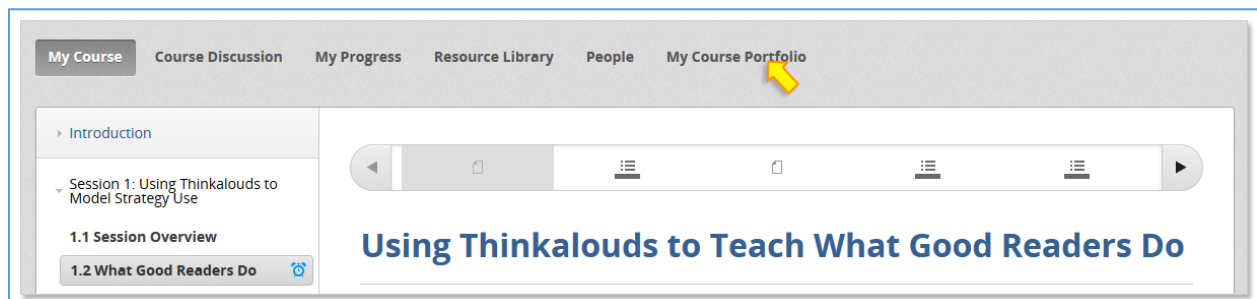 My Course Course Discussion My Progress Resource Library People My Course Portfolio
Introduction
Session 1: Using Thinkalouds to
Model Strategy Use
1.1 Session Overview
1.2 What Good Readers Do
Using Thinkalouds to Teach What Good Readers Do